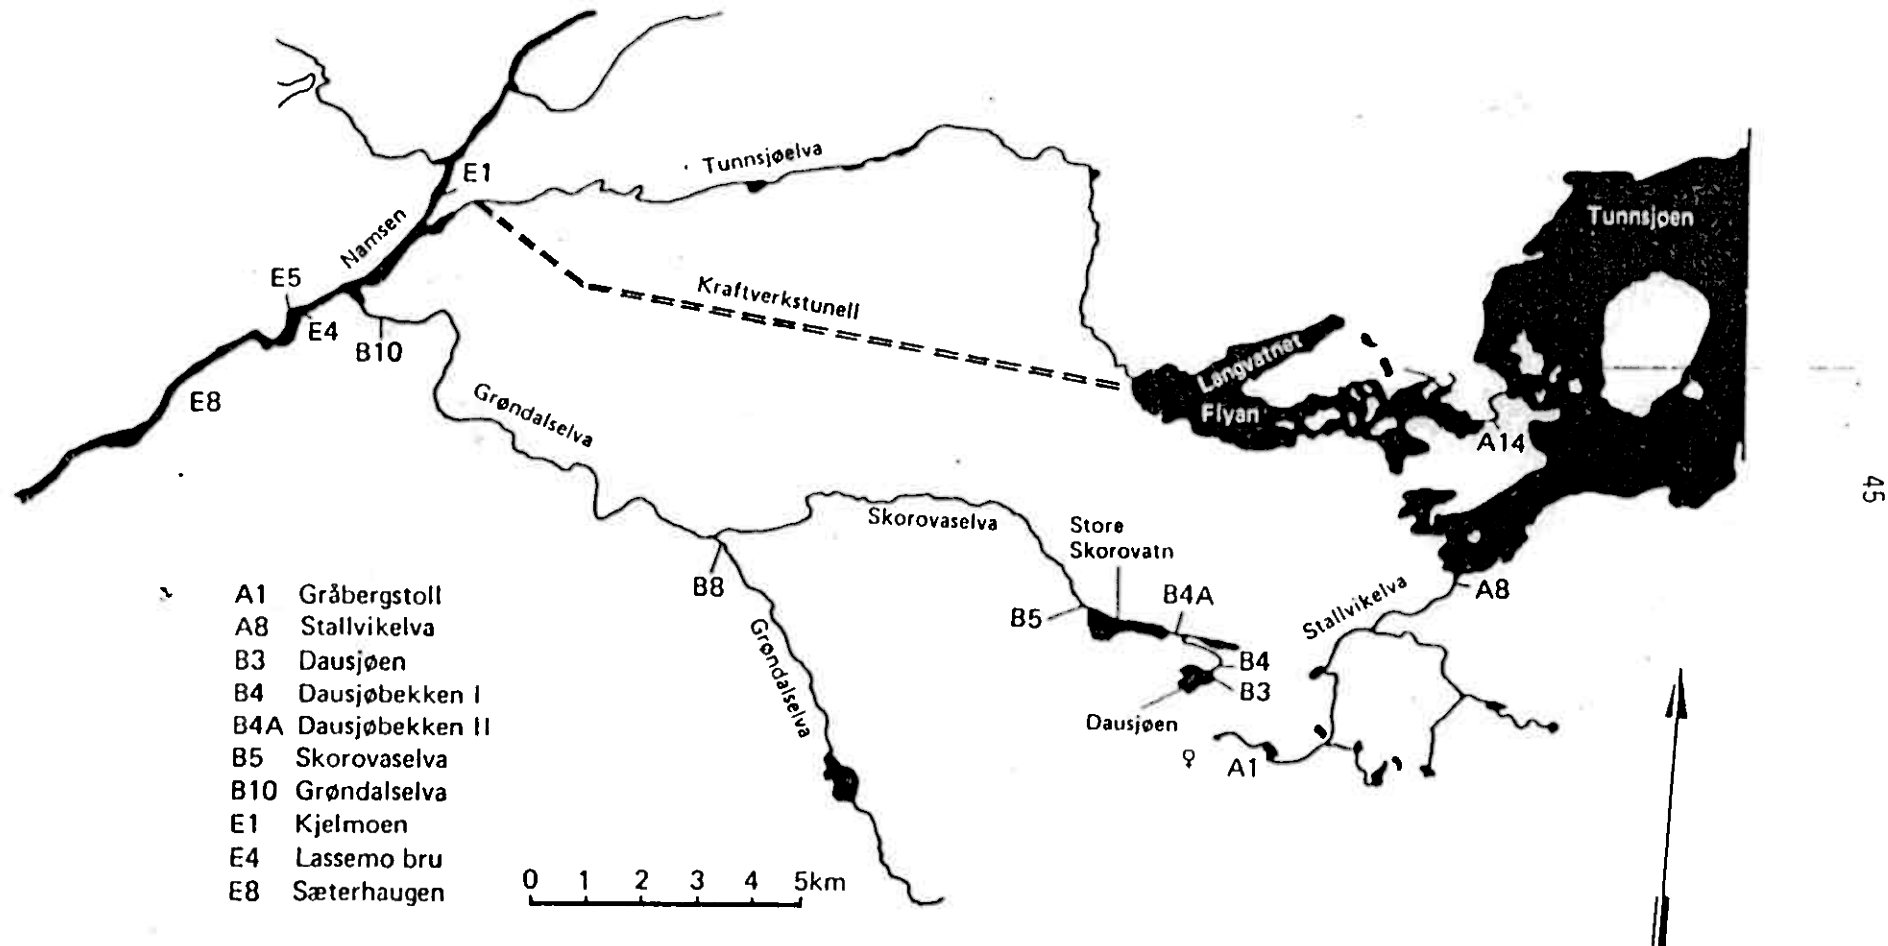 Tunnsjøelva
E1
Namsen
Tunnsjøen
E5
Kraftverkstunell
E4
B10
Langvatnet
Flyan
E8
Grøndalselva
A14
45
Skorovaselva
Store
Skorovatn
B8
B4A
A8
B5
Stallvikelva
Grøndalselva
B4
B3
Dausjøen
A1
A1 Gråbergstoll
A8 Stallvikelva
B3 Dausjøen
B4 Dausjøbekken I
B4A Dausjøbekken II
B5 Skorovaselva
B10 Grøndalselva
E1 Kjelmoen
E4 Lassemo bru
E8 Sæterhaugen
0 1 2 3 4 5km